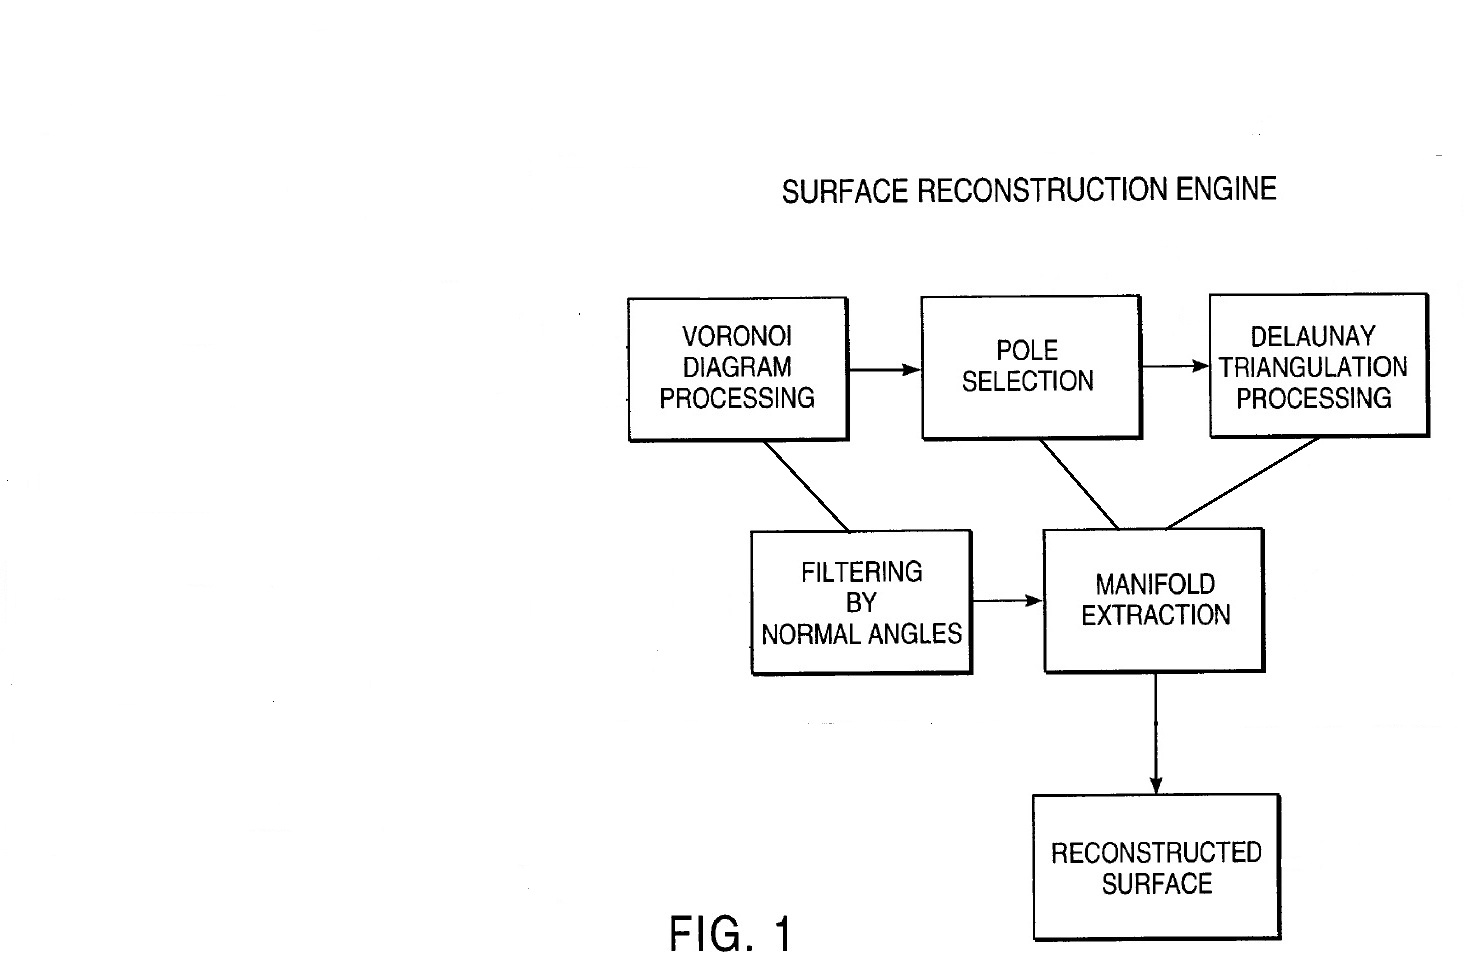 SURFACE RECONSTRUCTION ENGINE
VORONOI
DIAGRAM
PROCESSING
POLE
SELECTION
DELAUNAY
TRIANGULATION
PROCESSING
FILTERING
BY
NORMAL ANGLES
MANIFOLD
EXTRACTION
RECONSTRUCTED
SURFACE
FIG. 1